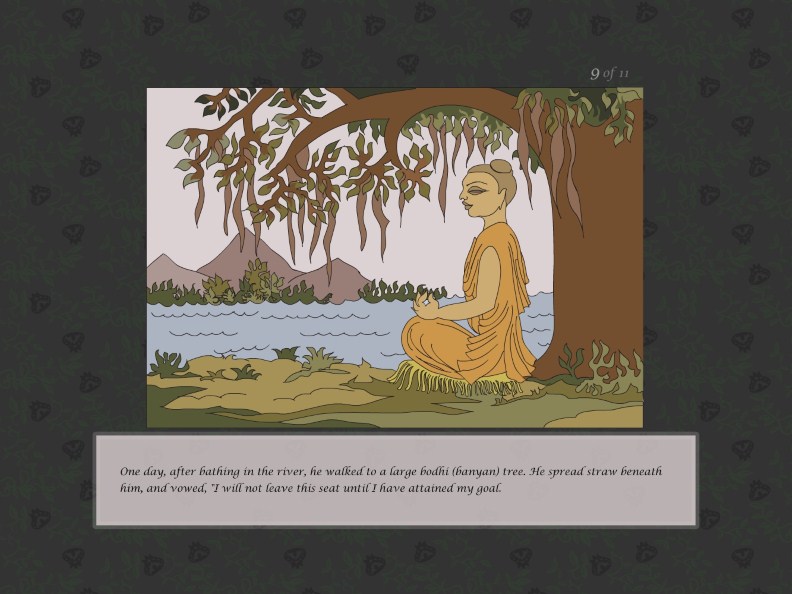 9 of 11
One day, after bathing in the river, he walked to a large bodhi (banyan) tree. He spread straw beneath
him, and vowed, "I will not leave this seat until I have attained my goal.